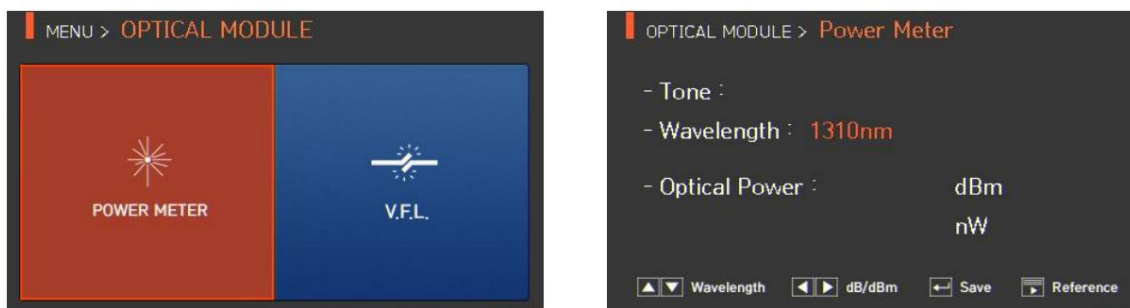 MENU > OPTICAL MODULE
POWER METER
V.F.L.
OPTICAL MODULE > Power Meter
- Tone :
- Wavelength : 1310nm
- Optical Power : dBm
nW
Wavelength dB/dBm Save Reference